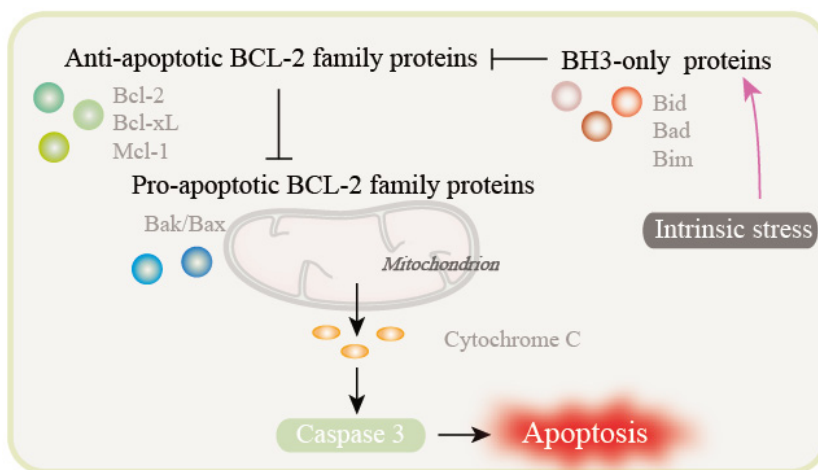 Anti-apoptotic BCL-2 family proteins
BH3-only proteins
Bcl-2
Bcl-xL
Mcl-1
Bid
Bad
Bim
Pro-apoptotic BCL-2 family proteins
Bak/Bax
Intrinsic stress
Mitochondrion
Cytochrome C
Caspase 3
Apoptosis